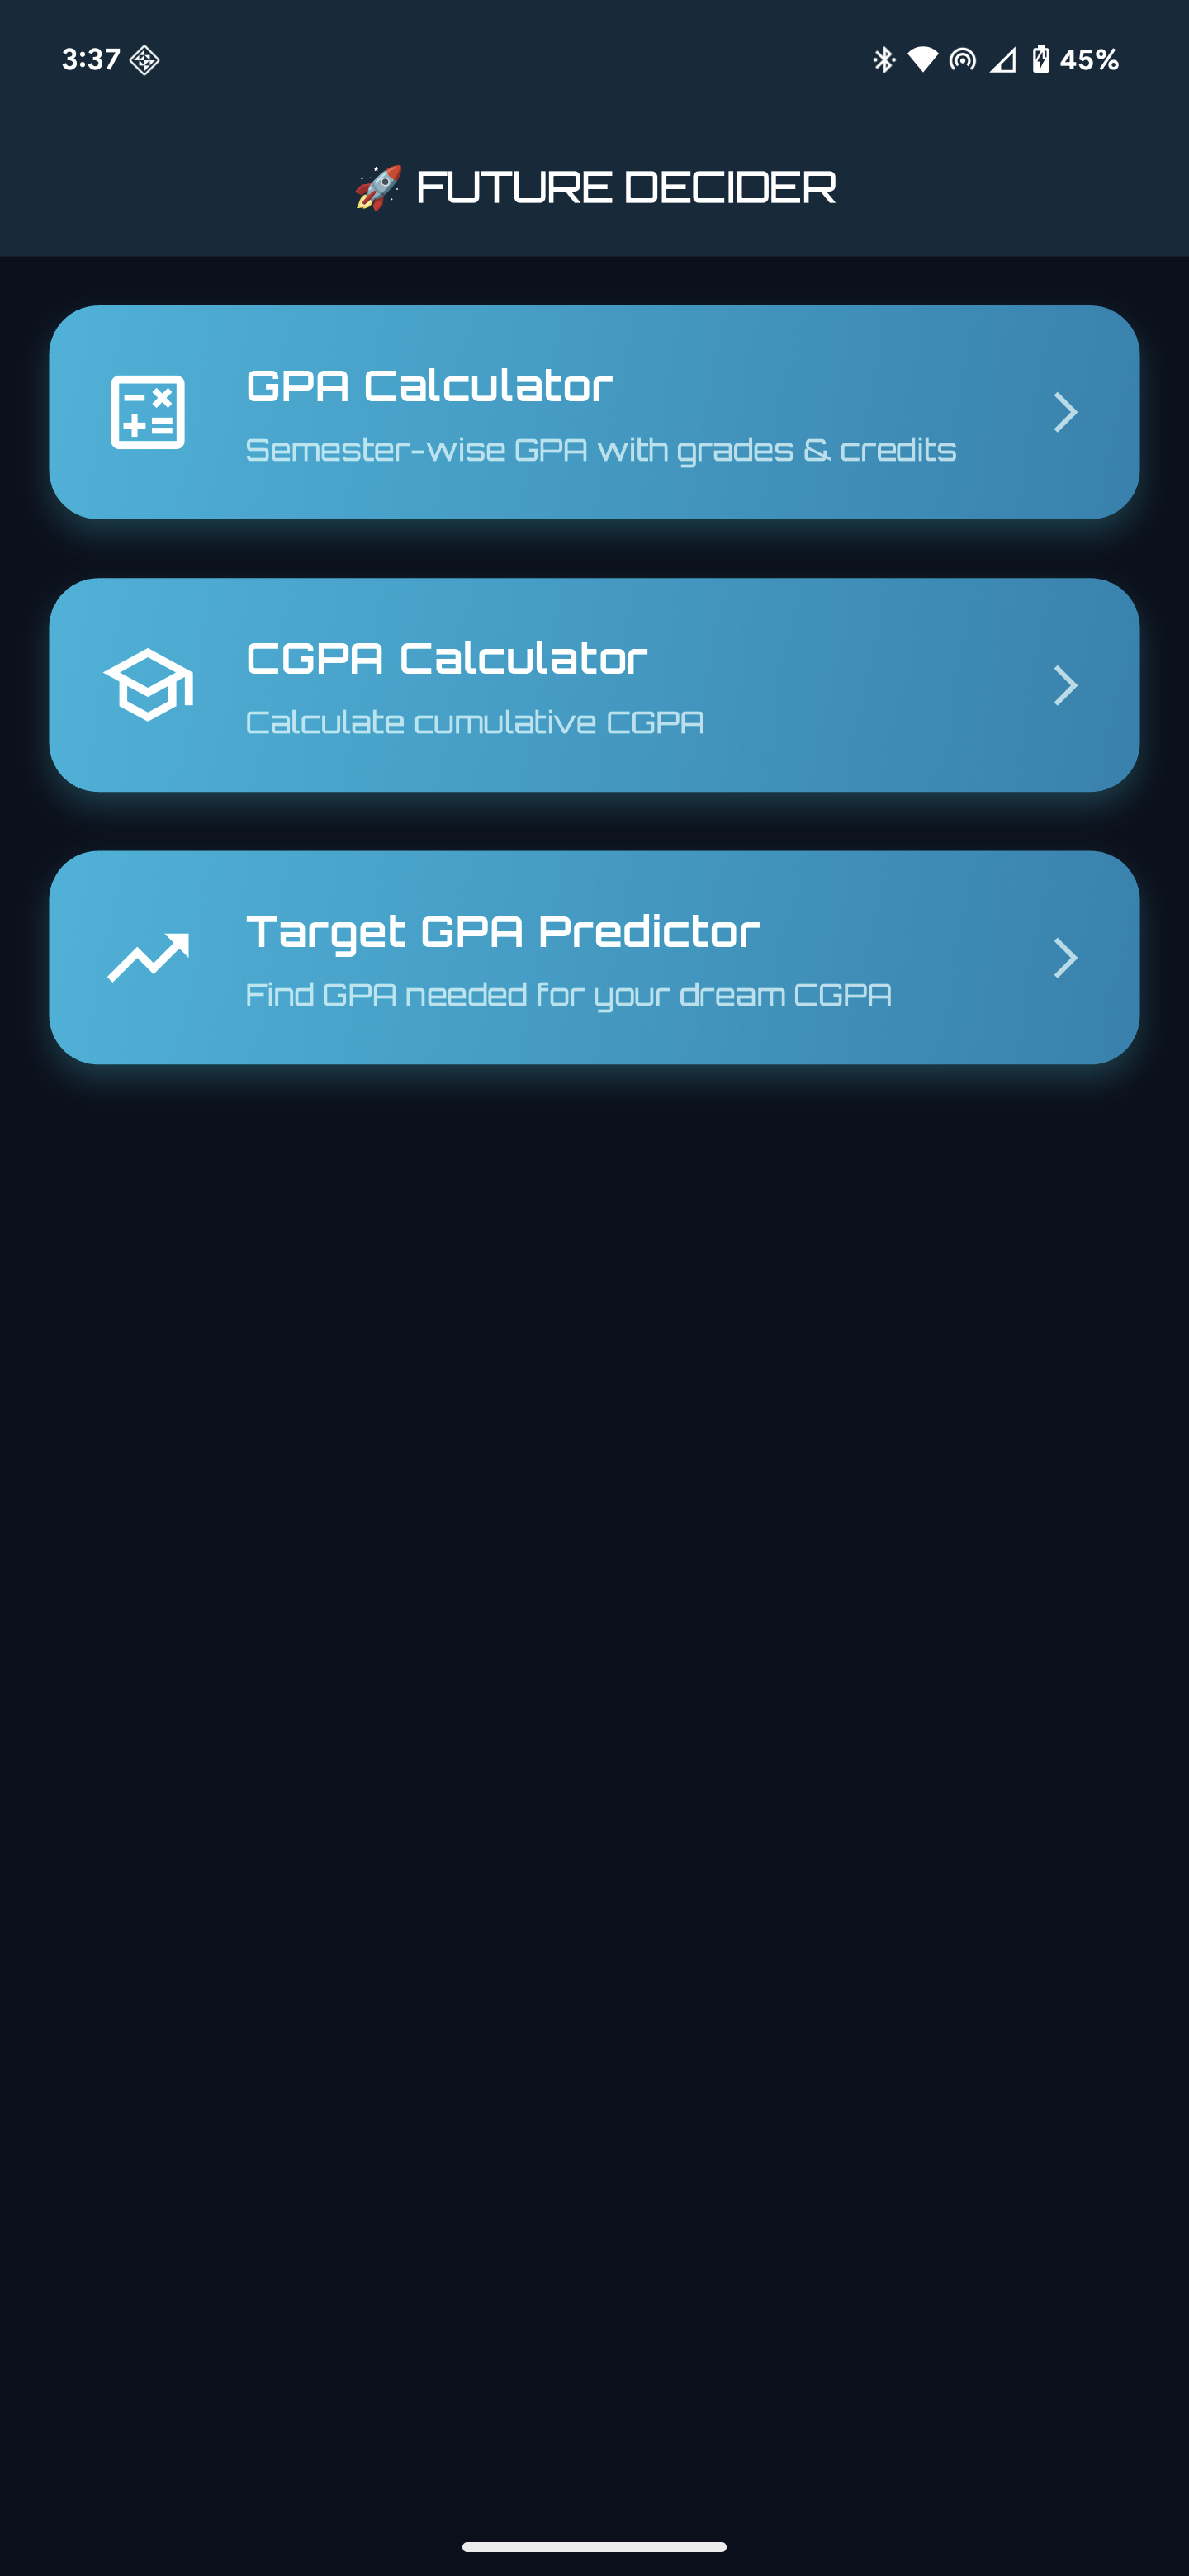 3:37 45%
🚀 FUTURE DECIDER
GPA Calculator
Semester-wise GPA with grades & credits
CGPA Calculator
Calculate cumulative CGPA
Target GPA Predictor
Find GPA needed for your dream CGPA